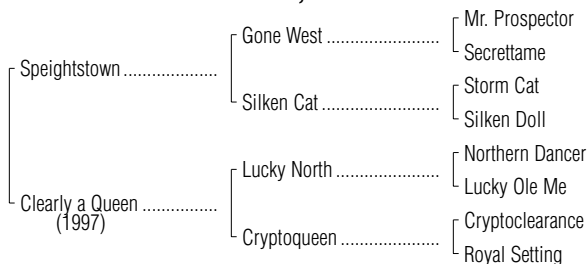 Mr. Prospector
Gone West ........................
Secrettame
Speightstown ....................
Storm Cat
Silken Cat ........................
Silken Doll
Northern Dancer
Lucky North ......................
Lucky Ole Me
Clearly a Queen ................
(1997)
Cryptoclearance
Cryptoqueen .....................
Royal Setting